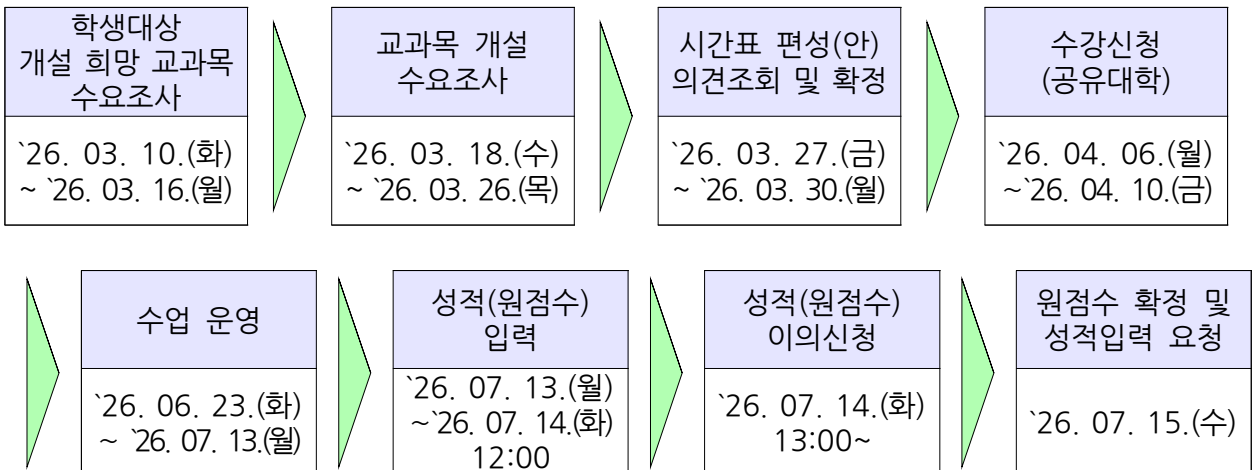 학생대상
개설 희망 교과목
수요조사
`26. 03. 10.(화)
~ `26. 03. 16.(월)
교과목 개설
수요조사
`26. 03. 18.(수)
~ `26. 03. 26.(목)
시간표 편성(안)
의견조회 및 확정
`26. 03. 27.(금)
~ `26. 03. 30.(월)
수강신청
(공유대학)
`26. 04. 06.(월)
~`26. 04. 10.(금)
수업 운영
`26. 06. 23.(화)
~ `26. 07. 13.(월)
성적(원점수)
입력
`26. 07. 13.(월)
~`26. 07. 14.(화)
12:00
성적(원점수)
이의신청
`26. 07. 14.(화)
13:00~
원점수 확정 및
성적입력 요청
`26. 07. 15.(수)